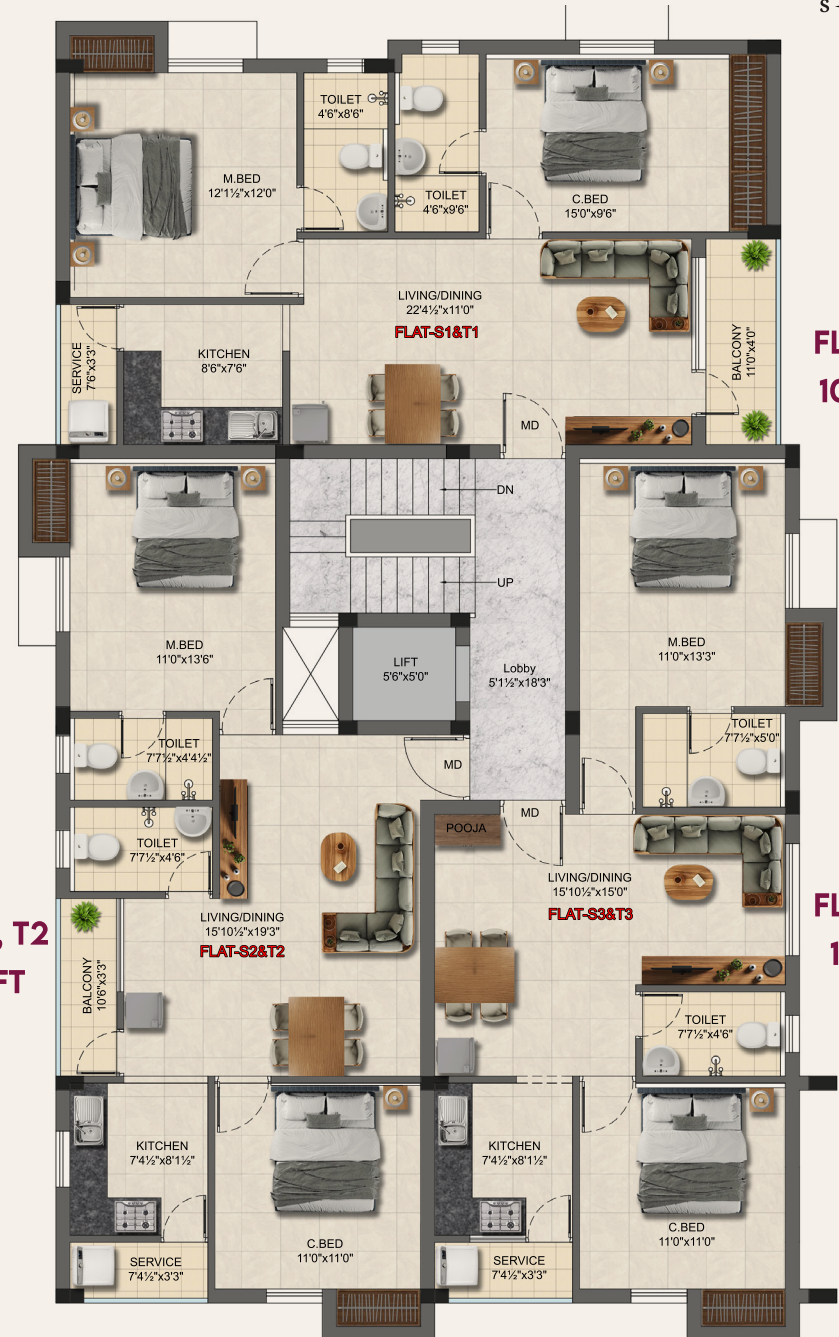 S -
TOILET
4'6"x8'6"
M.BED
12'1½"x12'0"
TOILET
4'6"x9'6"
C.BED
15'0"x9'6"
LIVING/DINING
22'4½"x11'0"
FLAT-S1&T1
BALCONY
11'0"x4'0"
SERVICE
7'6"x3'3"
KITCHEN
8'6"x7'6"
MD
FL
10
DN
UP
M.BED
11'0"x13'6"
LIFT
5'6"x5'0"
Lobby
5'1½"x18'3"
M.BED
11'0"x13'3"
TOILET
7'7½"x4'4½"
TOILET
7'7½"x5'0"
MD
MD
POOJA
TOILET
7'7½"x4'6"
LIVING/DINING
15'10½"x19'3"
FLAT-S2&T2
LIVING/DINING
15'10½"x15'0"
FLAT-S3&T3
, T2
FT
FL
1
BALCONY
10'6"x3'3"
TOILET
7'7½"x4'6"
KITCHEN
7'4½"x8'1½"
C.BED
11'0"x11'0"
SERVICE
7'4½"x3'3"
KITCHEN
7'4½"x8'1½"
C.BED
11'0"x11'0"
SERVICE
7'4½"x3'3"